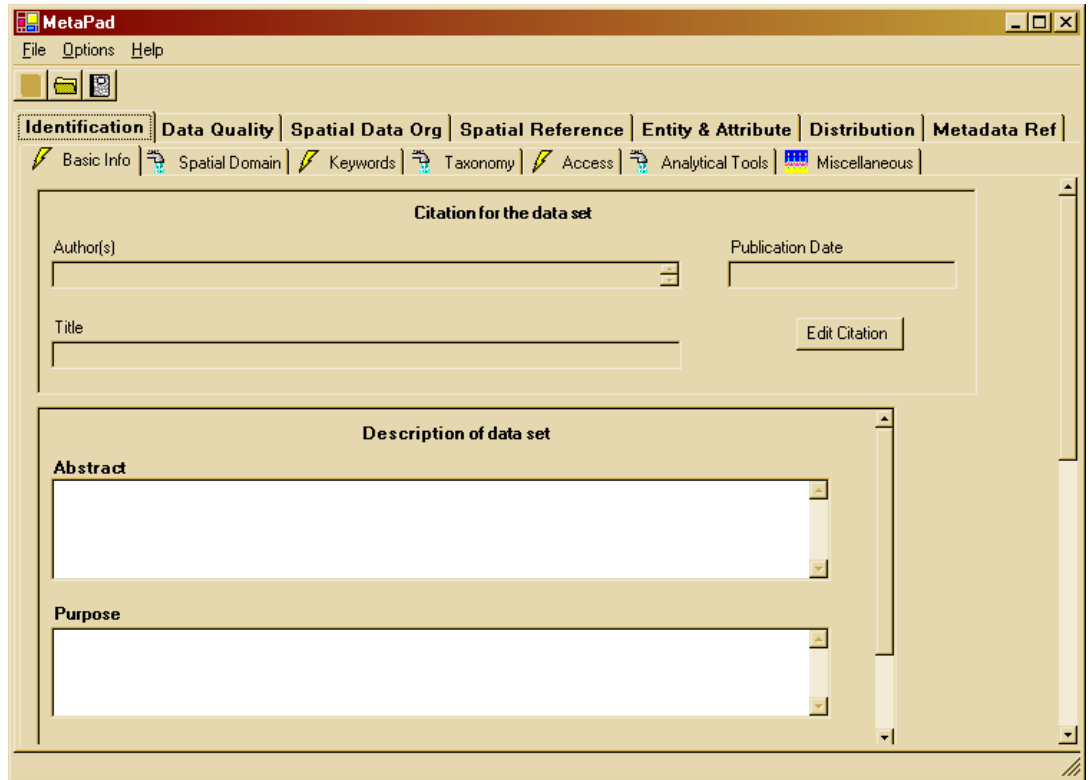 MetaPad
File Options Help
Identification Data Quality Spatial Data Org Spatial Reference Entity & Attribute Distribution Metadata Ref
Basic Info Spatial Domain Keywords Taxonomy Access Analytical Tools Miscellaneous
Citation for the data set
Author(s) Publication Date
Title
Edit Citation
Description of data set
Abstract
Purpose